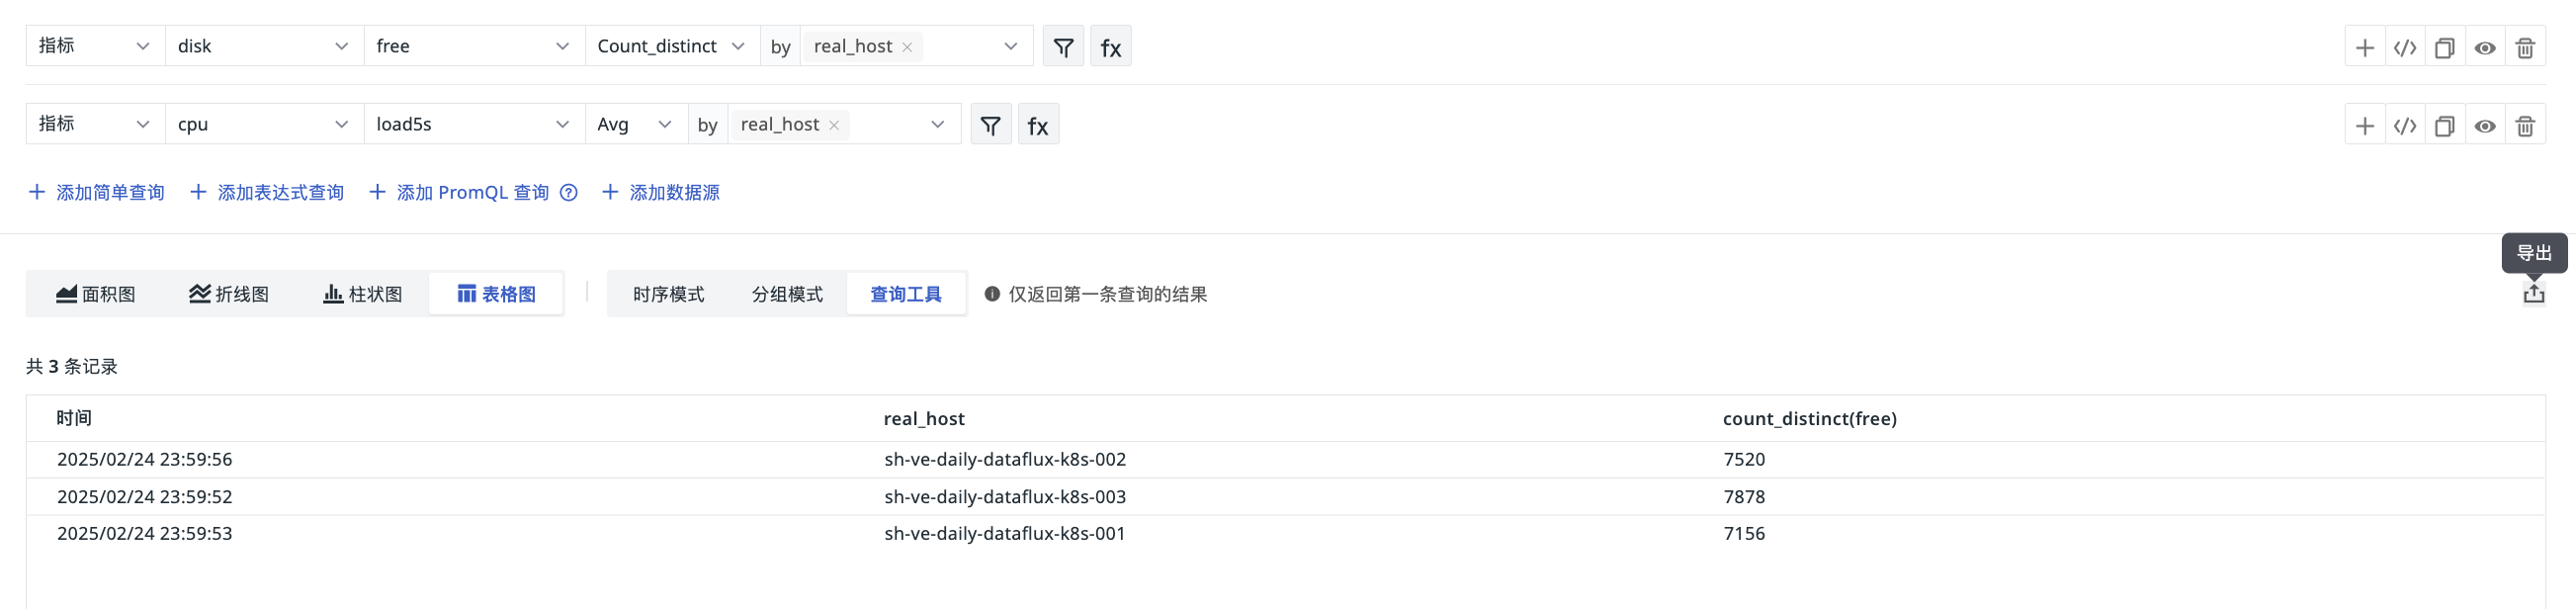 指标 disk free Count_distinct by real_host fx
指标 cpu load5s Avg by real_host fx
添加简单查询 添加表达式查询 添加 PromQL 查询 添加数据源
导出
面积图 折线图 柱状图 表格图 时序模式 分组模式 查询工具 仅返回第一条查询的结果
共 3 条记录
时间 real_host count_distinct(free)
2025/02/24 23:59:56 sh-ve-daily-dataflux-k8s-002 7520
2025/02/24 23:59:52 sh-ve-daily-dataflux-k8s-003 7878
2025/02/24 23:59:53 sh-ve-daily-dataflux-k8s-001 7156